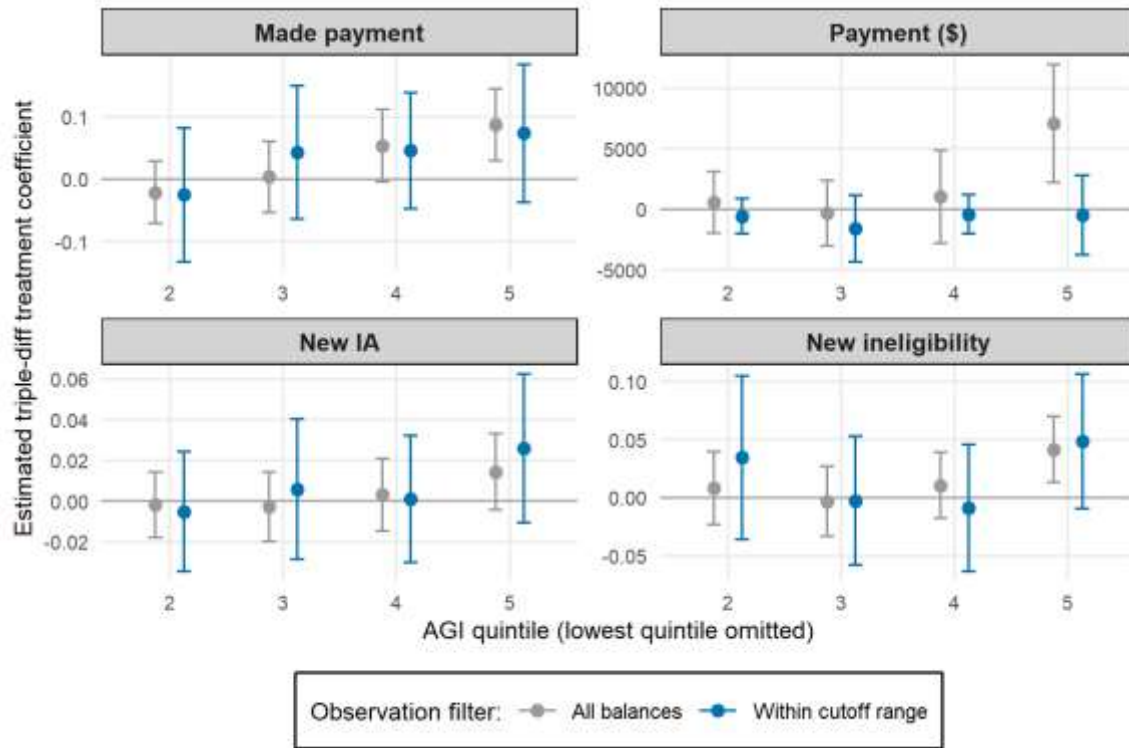 Made payment
Payment ($)
Estimated triple-diff treatment coefficient
0.1
0.0
-0.1
2 3 4 5
10000
5000
0
-5000
2 3 4 5
New IA
New ineligibility
0.06
0.04
0.02
0.00
-0.02
2 3 4 5
0.10
0.05
0.00
-0.05
2 3 4 5
AGI quintile (lowest quintile omitted)
Observation filter: All balances Within cutoff range